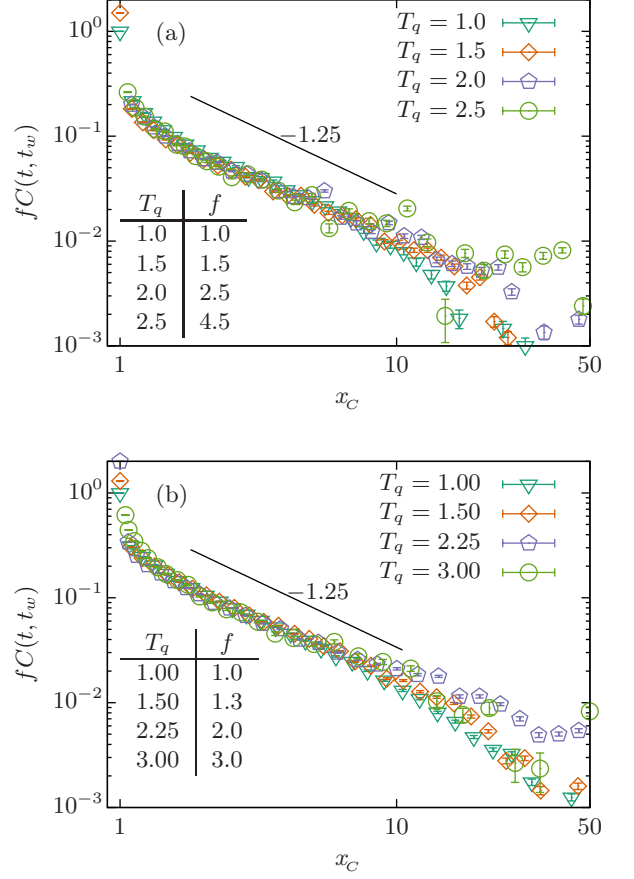 (a)
T_q = 1.0
T_q = 1.5
T_q = 2.0
T_q = 2.5
−1.25
fC(t, t_w)
10^0
10^{-1}
10^{-2}
10^{-3}
T_q f
1.0 1.0
1.5 1.5
2.0 2.5
2.5 4.5
1 10 50
x_C
(b)
T_q = 1.00
T_q = 1.50
T_q = 2.25
T_q = 3.00
−1.25
fC(t, t_w)
10^0
10^{-1}
10^{-2}
10^{-3}
T_q f
1.00 1.0
1.50 1.3
2.25 2.0
3.00 3.0
1 10 50
x_C